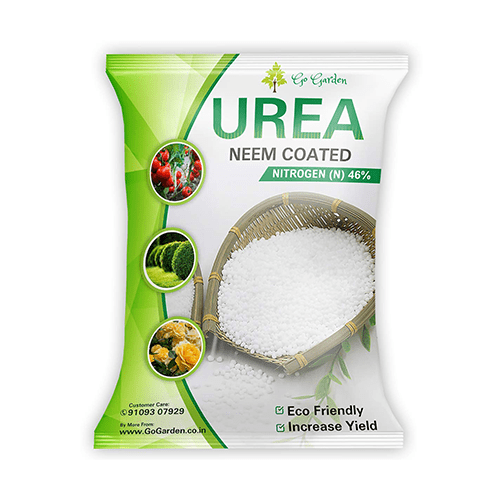 Go Garden
UREA
NEEM COATED
NITROGEN (N) 46%
Customer Care:
91093 07929
By More From:
www.GoGarden.co.in
Eco Friendly
Increase Yield